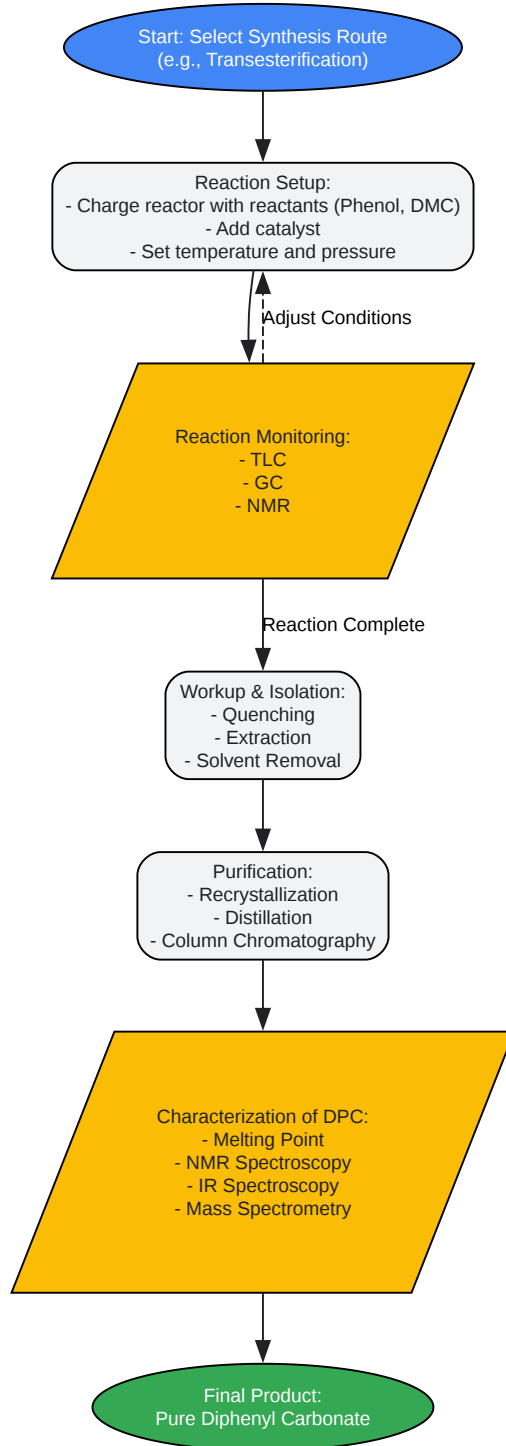 Start: Select Synthesis Route
(e.g., Transesterification)
Reaction Setup:
- Charge reactor with reactants (Phenol, DMC)
- Add catalyst
- Set temperature and pressure
Adjust Conditions
Reaction Monitoring:
- TLC
- GC
- NMR
Reaction Complete
Workup & Isolation:
- Quenching
- Extraction
- Solvent Removal
Purification:
- Recrystallization
- Distillation
- Column Chromatography
Characterization of DPC:
- Melting Point
- NMR Spectroscopy
- IR Spectroscopy
- Mass Spectrometry
Final Product:
Pure Diphenyl Carbonate